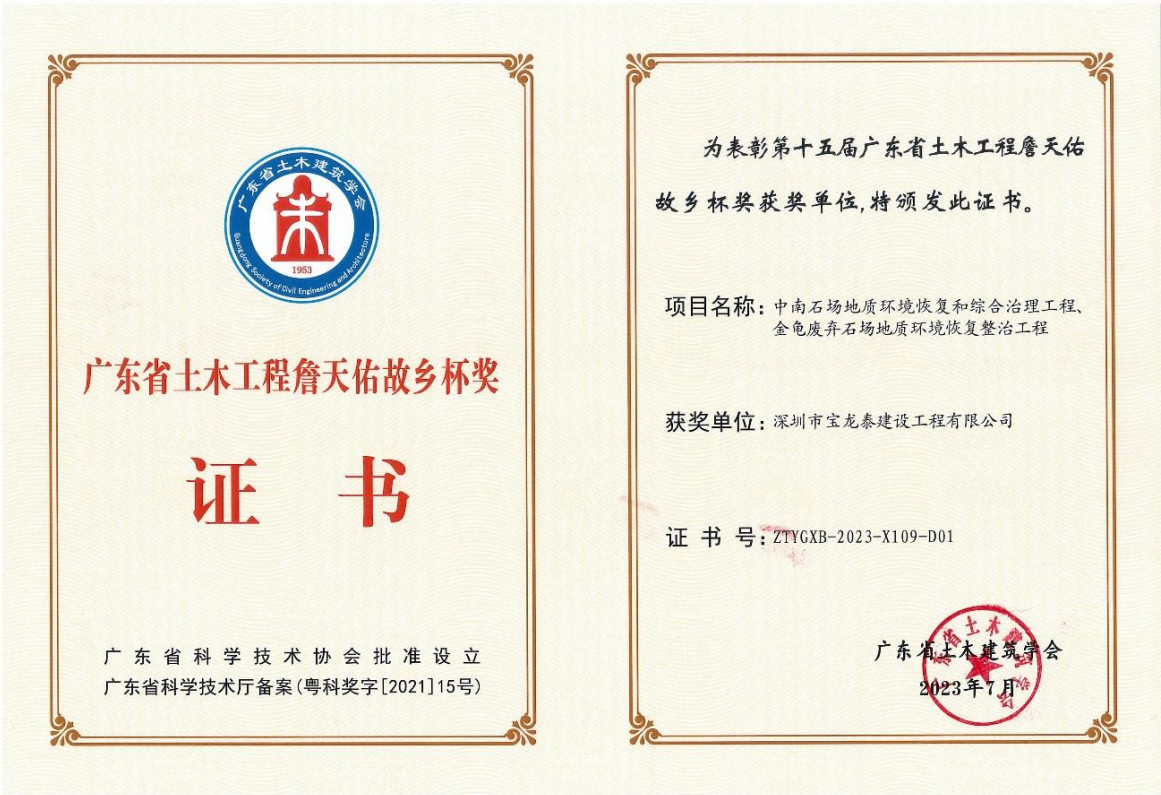 广东省土木建筑学会
1953
Guangdong Society of Civil Engineering and Architecture
广东省土木工程詹天佑故乡杯奖
证 书
广东省科学技术协会批准设立
广东省科学技术厅备案(粤科奖字[2021]15号)
为表彰第十五届广东省土木工程詹天佑
故乡杯奖获奖单位,特颁发此证书。
项目名称：中南石场地质环境恢复和综合治理工程、
金龟废弃石场地质环境恢复整治工程
获奖单位：深圳市宝龙泰建设工程有限公司
证 书 号：ZTYGXB-2023-X109-D01
广东省土木建筑学会
2023年7月
广东省土木建筑学会